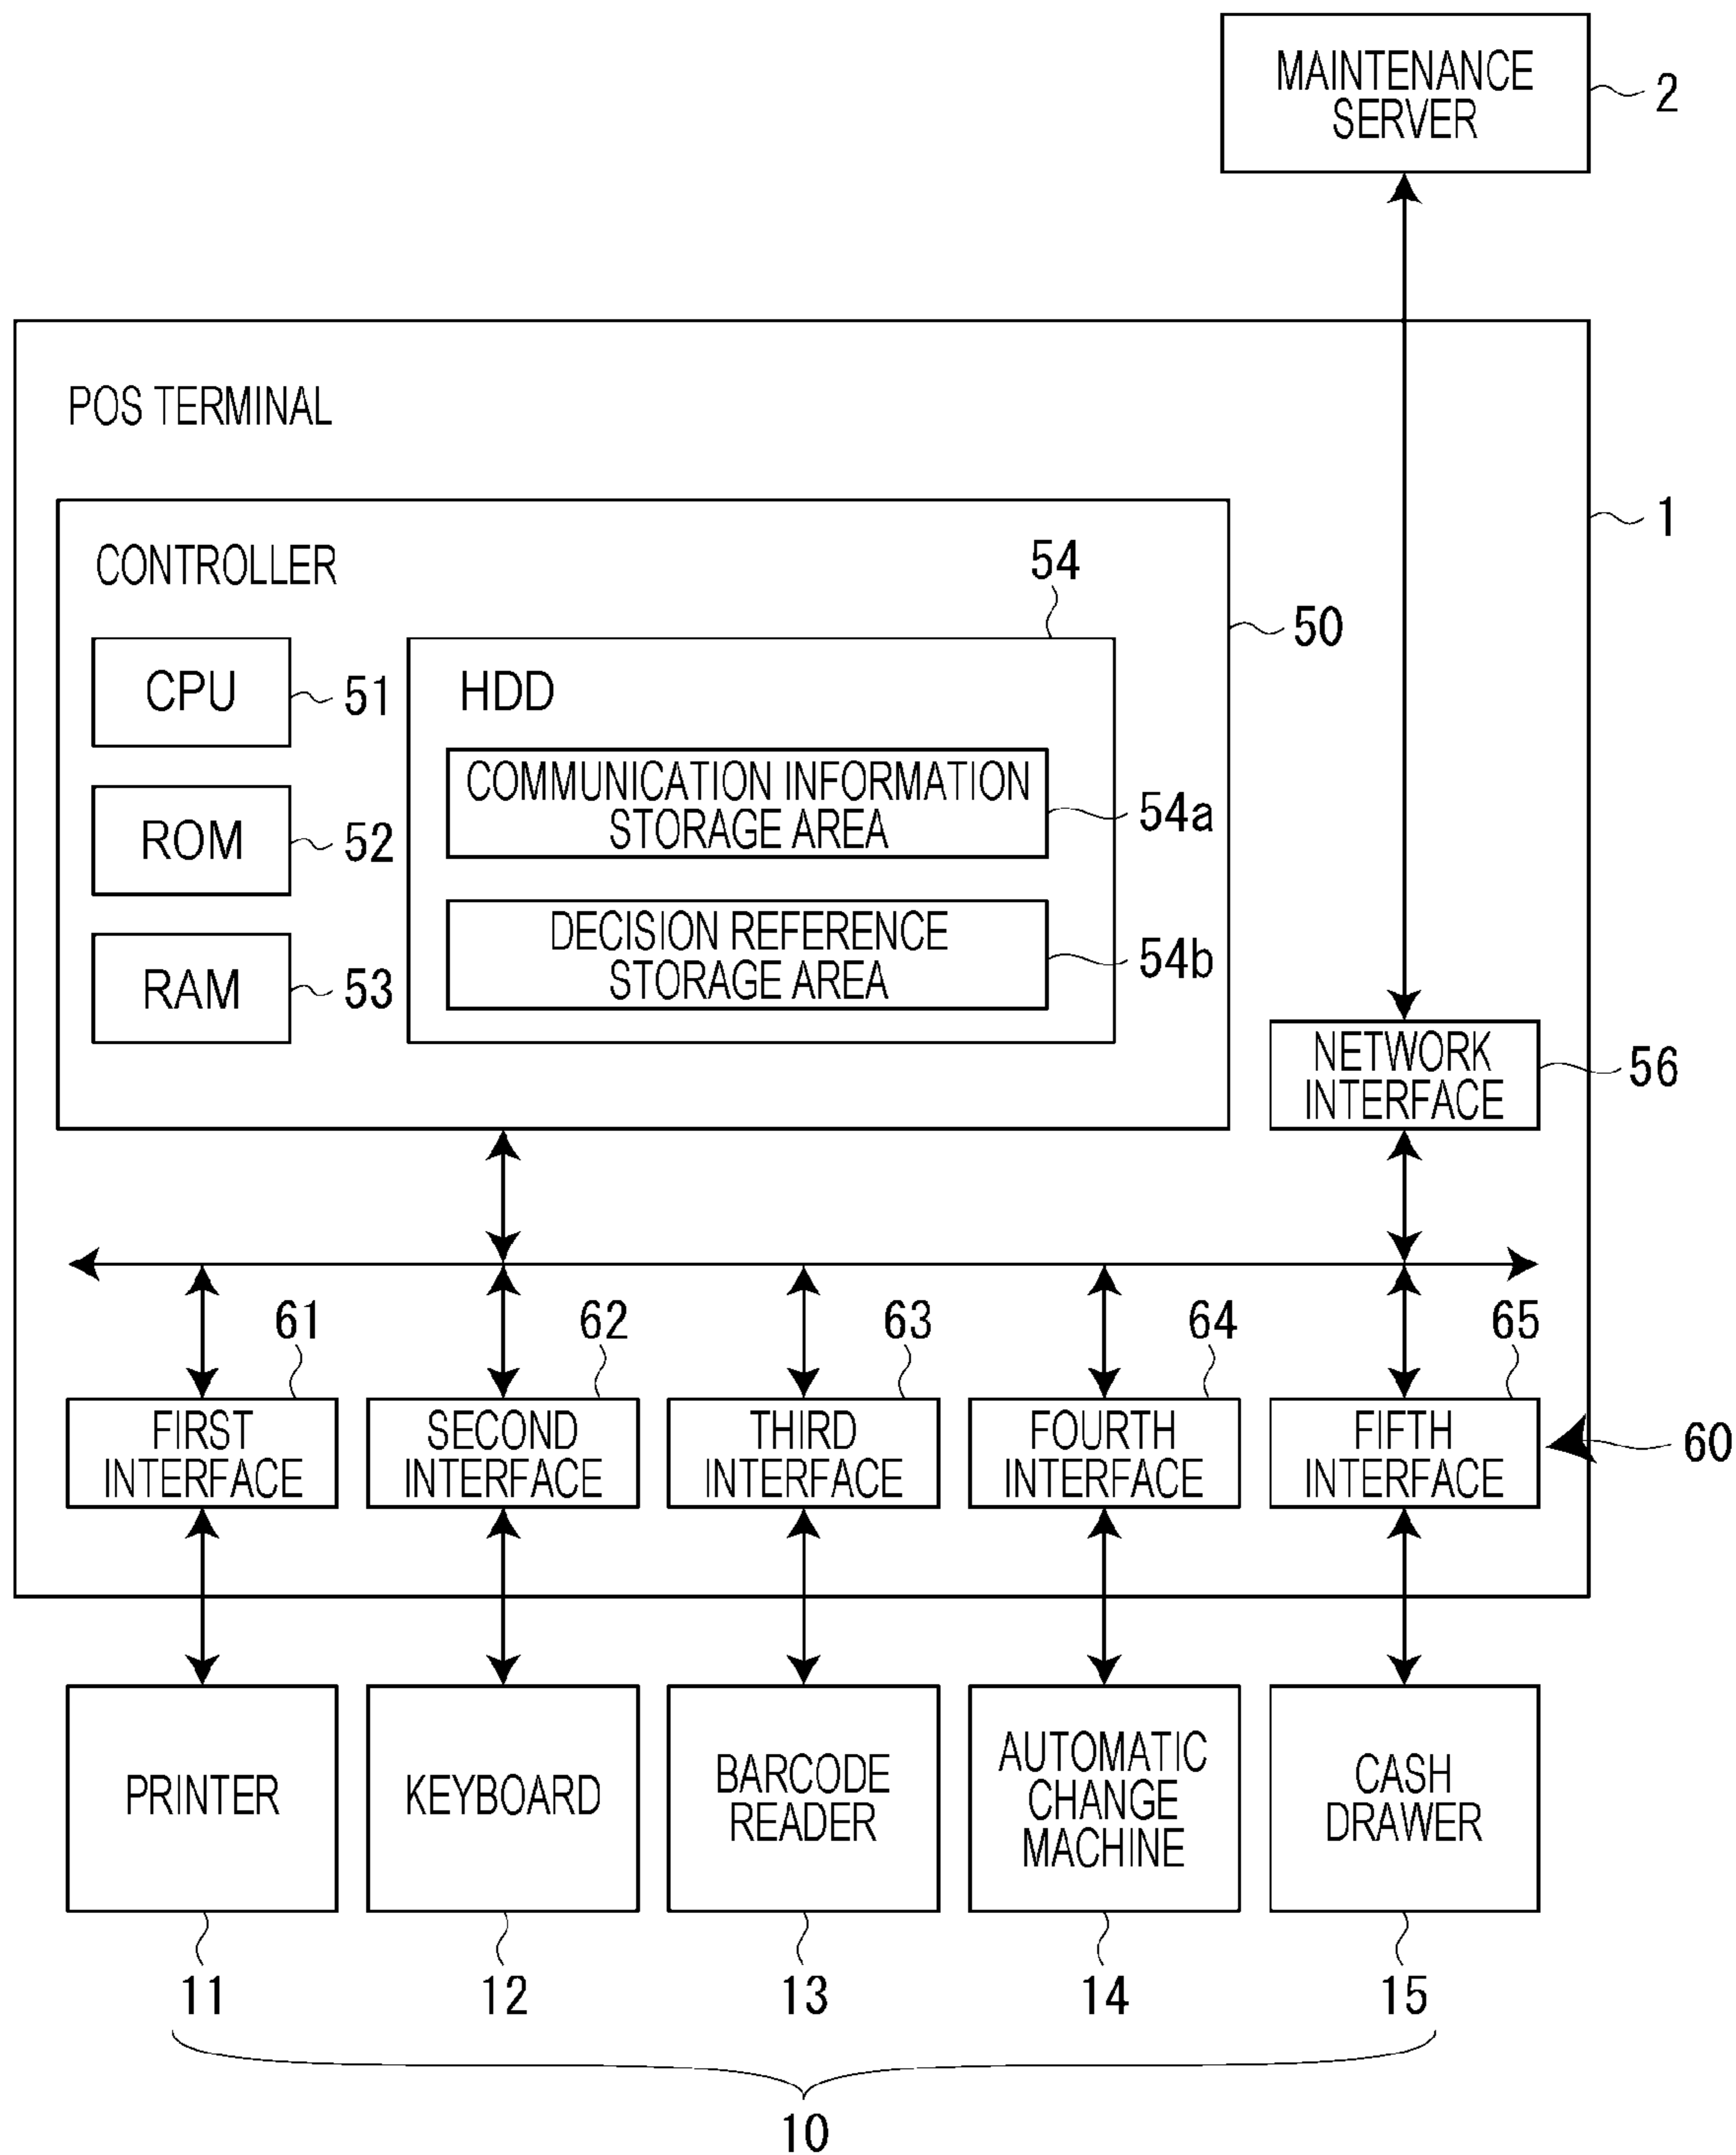 MAINTENANCE
SERVER
2
POS TERMINAL
1
CONTROLLER
54
50
CPU
51
HDD
COMMUNICATION INFORMATION
STORAGE AREA
54a
ROM
52
DECISION REFERENCE
STORAGE AREA
54b
RAM
53
NETWORK
INTERFACE
56
61
62
63
64
65
FIRST
INTERFACE
SECOND
INTERFACE
THIRD
INTERFACE
FOURTH
INTERFACE
FIFTH
INTERFACE
60
PRINTER
KEYBOARD
BARCODE
READER
AUTOMATIC
CHANGE
MACHINE
CASH
DRAWER
11
12
13
14
15
10